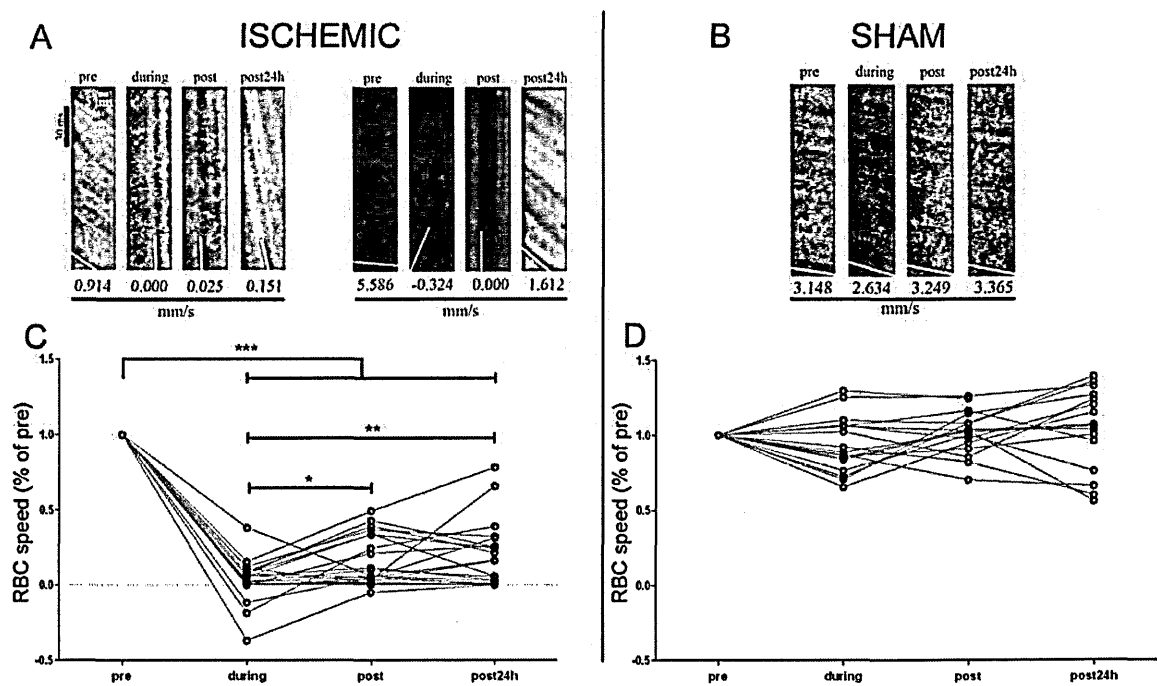 A ISCHEMIC
B SHAM
pre during post post24h
pre during post post24h
pre during post post24h
0.914 0.000 0.025 0.151
mm/s
5.586 -0.324 0.000 1.612
mm/s
3.148 2.634 3.249 3.365
mm/s
C
RBC speed (% of pre)
1.5
1.0
0.5
0.0
-0.5
***
**
*
pre during post post24h
D
RBC speed (% of pre)
1.5
1.0
0.5
0.0
-0.5
pre during post post24h